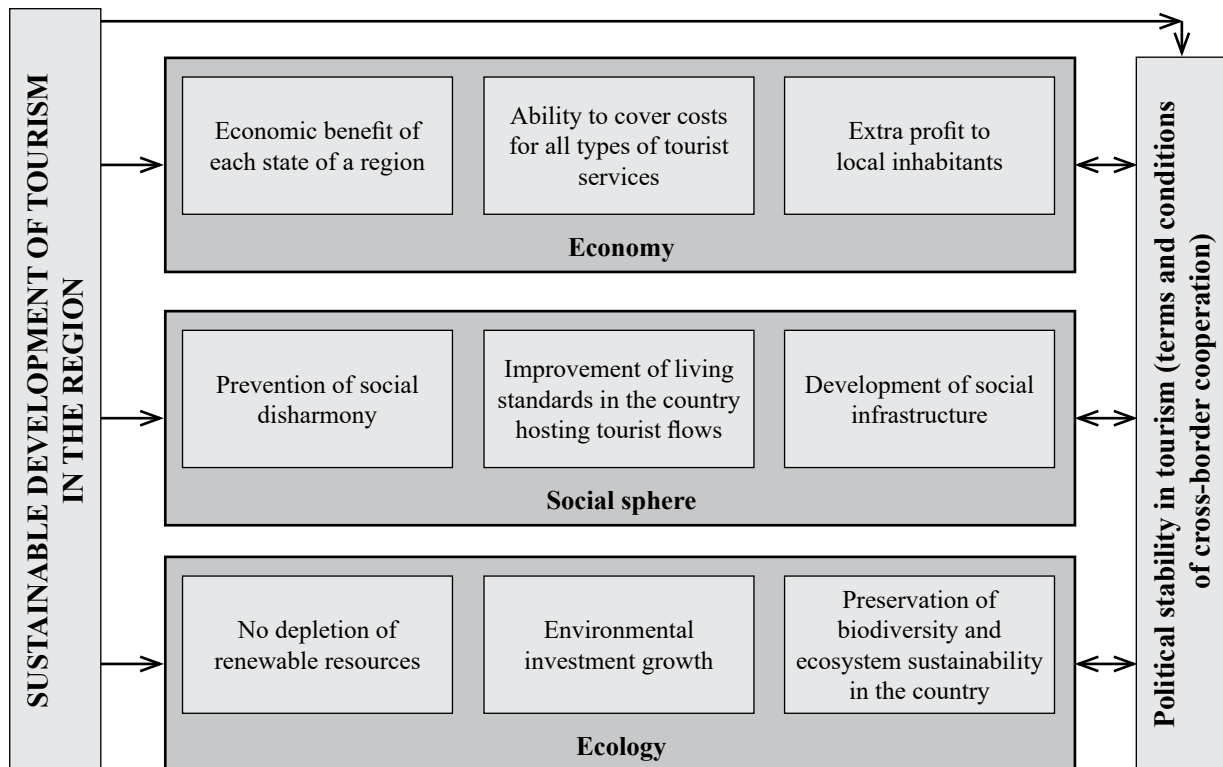 SUSTAINABLE DEVELOPMENT OF TOURISM
IN THE REGION
Economic benefit of
each state of a region
Ability to cover costs
for all types of tourist
services
Extra profit to
local inhabitants
Economy
Prevention of social
disharmony
Improvement of living
standards in the country
hosting tourist flows
Development of social
infrastructure
Social sphere
No depletion of
renewable resources
Environmental
investment growth
Preservation of
biodiversity and
ecosystem sustainability
in the country
Ecology
Political stability in tourism (terms and conditions
of cross-border cooperation)